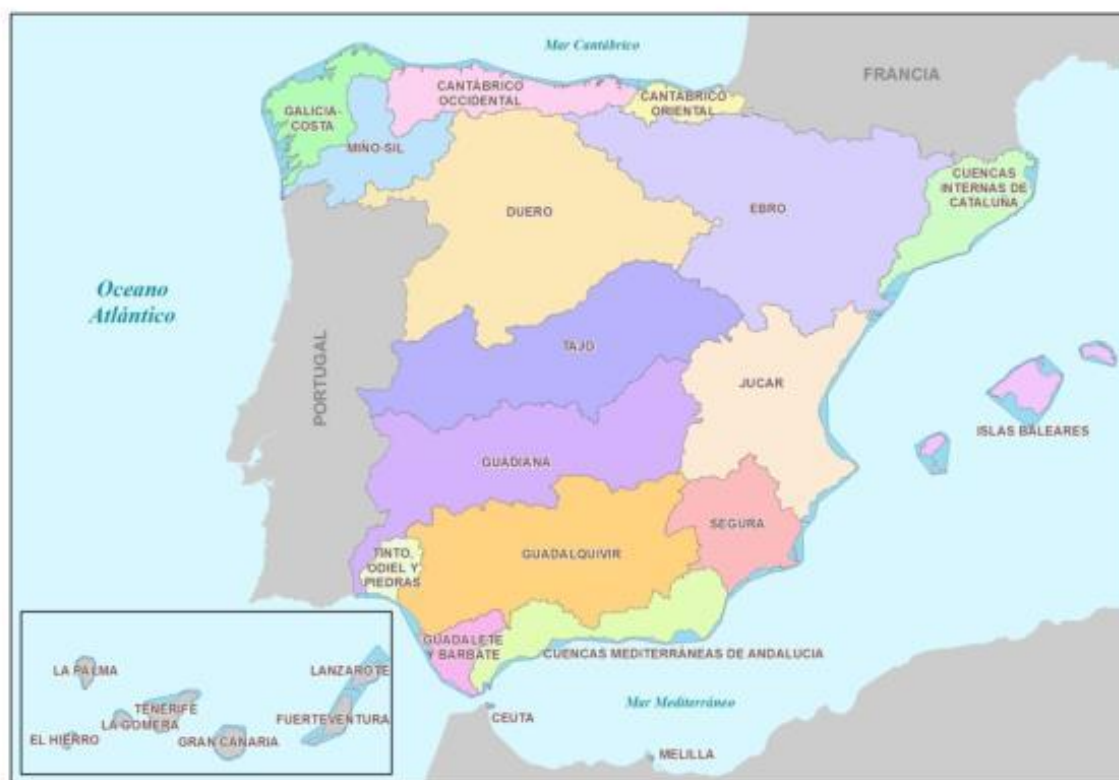 Mar Cantábrico
FRANCIA
CANTÁBRICO
OCCIDENTAL
CANTÁBRICO
ORIENTAL
GALICIA-
COSTA
MIÑO-SIL
CUENCAS
INTERNAS DE
CATALUÑA
DUERO
EBRO
Oceano
Atlántico
PORTUGAL
TAJO
JUCAR
ISLAS BALEARES
GUADIANA
SEGURA
TINTO,
ODIEL Y
PIEDRAS
GUADALQUIVIR
GUADALETE
Y BARBATE
CUENCAS MEDITERRÁNEAS DE ANDALUCIA
LA PALMA
LANZAROTE
TENERIFE
LA GOMERA
FUERTEVENTURA
EL HIERRO
GRAN CANARIA
Mar Mediterráneo
CEUTA
MELILLA